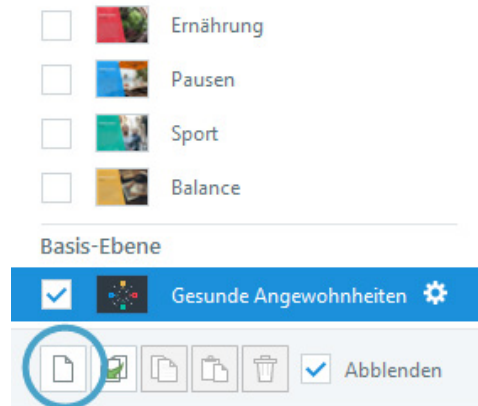 Ernährung
Pausen
Sport
Balance
Basis-Ebene
Gesunde Angewohnheiten
Abblenden